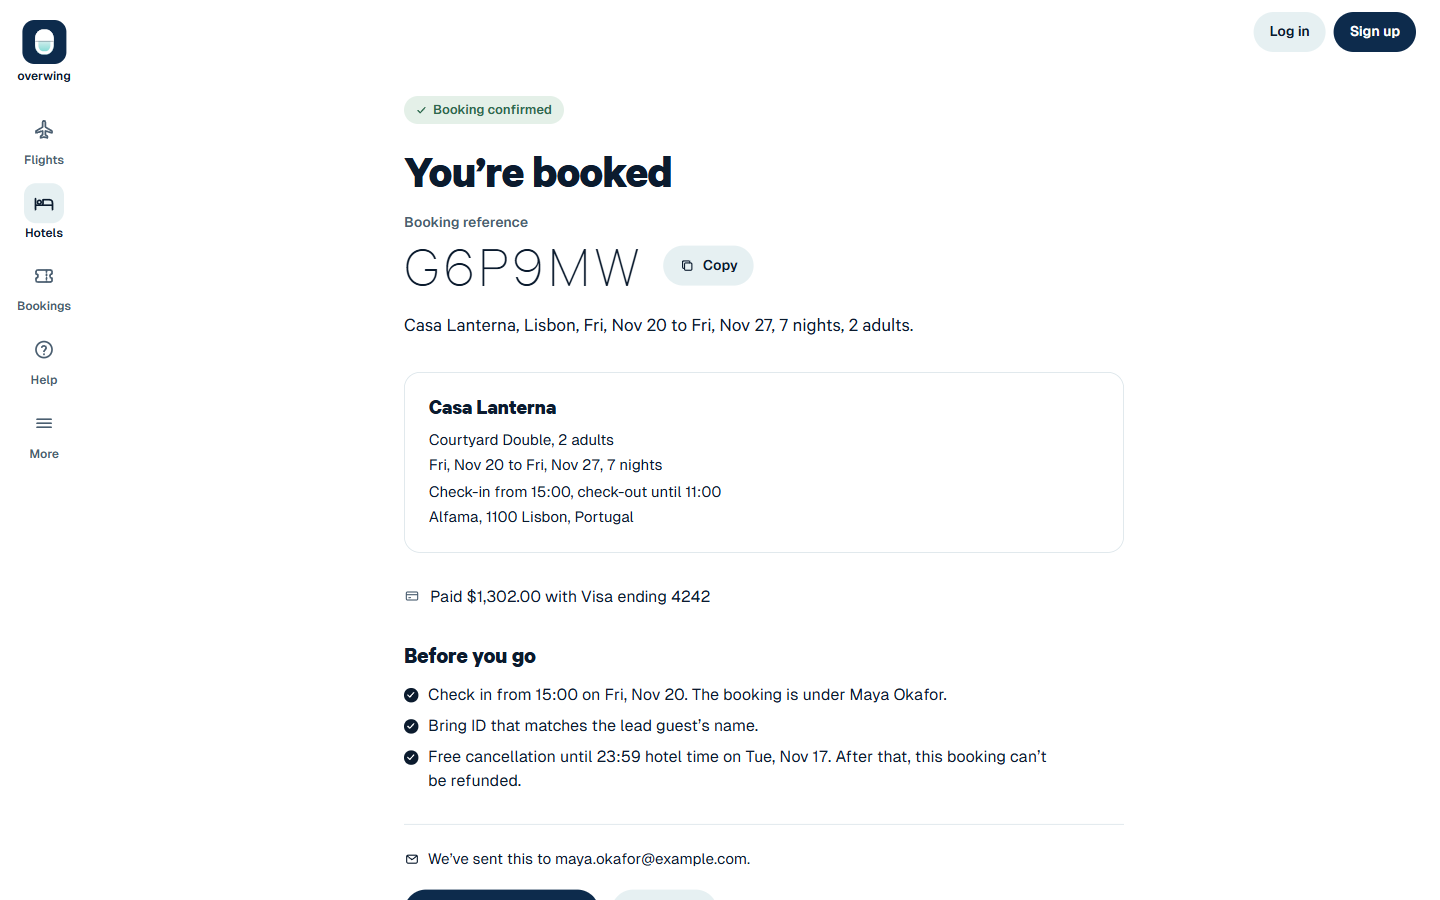 overwing
Flights
Hotels
Bookings
Help
More
Log in
Sign up
Booking confirmed
You’re booked
Booking reference
G6P9MW
Copy
Casa Lanterna, Lisbon, Fri, Nov 20 to Fri, Nov 27, 7 nights, 2 adults.
Casa Lanterna
Courtyard Double, 2 adults
Fri, Nov 20 to Fri, Nov 27, 7 nights
Check-in from 15:00, check-out until 11:00
Alfama, 1100 Lisbon, Portugal
Paid $1,302.00 with Visa ending 4242
Before you go
Check in from 15:00 on Fri, Nov 20. The booking is under Maya Okafor.
Bring ID that matches the lead guest’s name.
Free cancellation until 23:59 hotel time on Tue, Nov 17. After that, this booking can’t
be refunded.
We’ve sent this to maya.okafor@example.com.